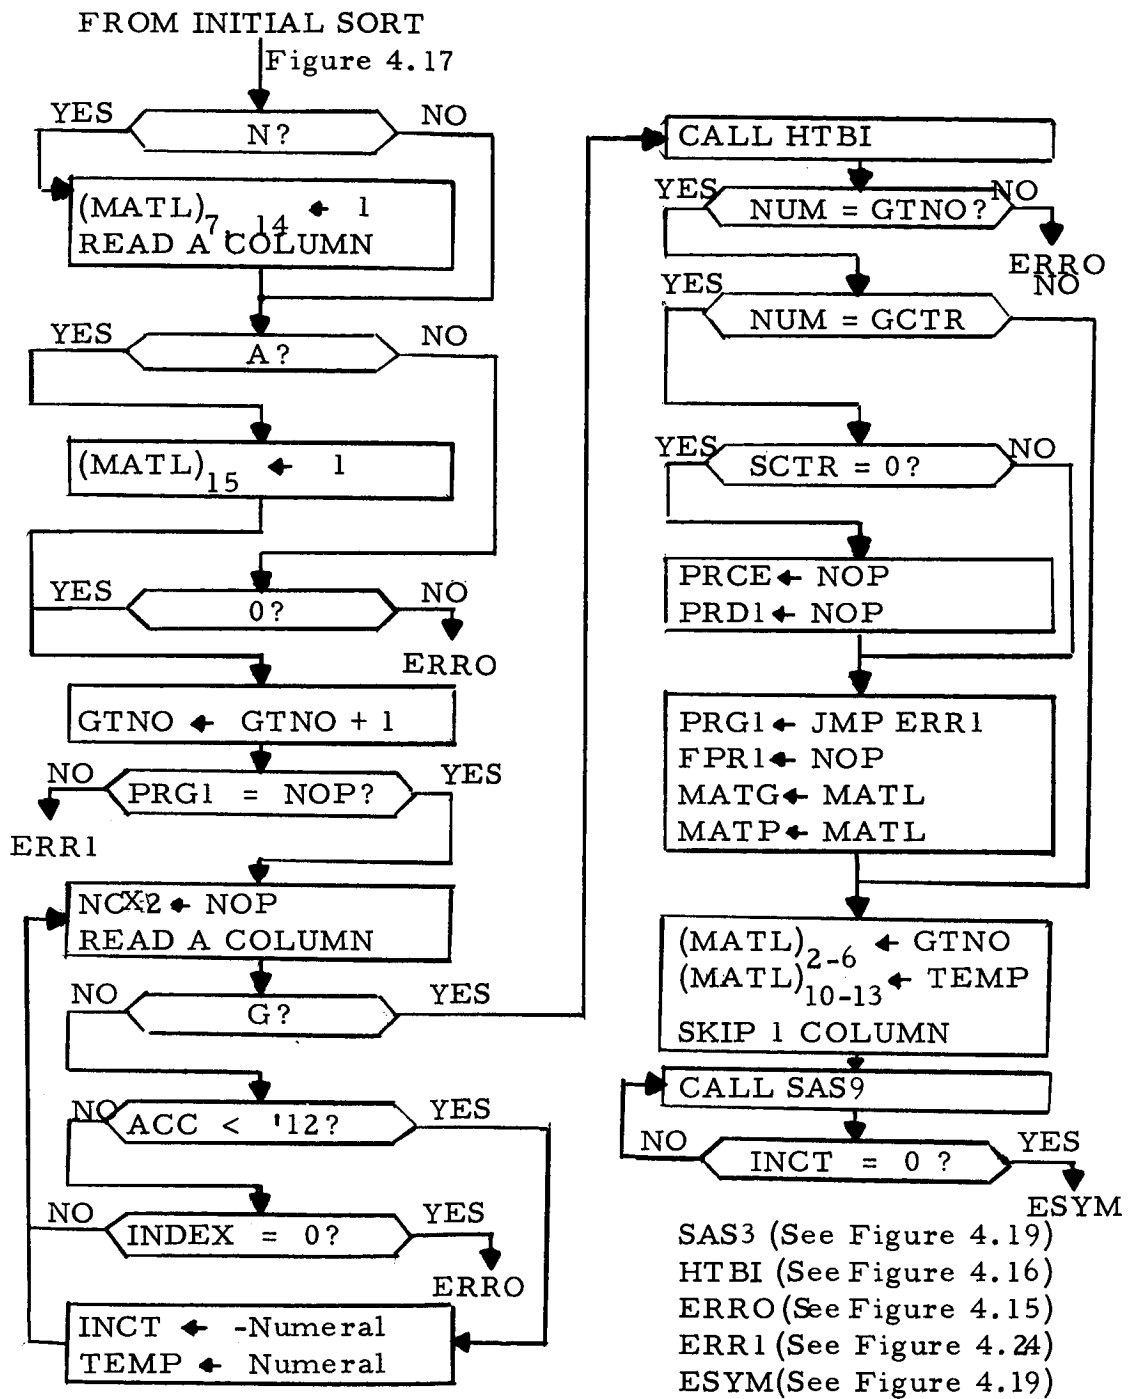 FROM INITIAL SORT
Figure 4.17
YES
NO
N?
(MATL)7, 14 ← 1
READ A COLUMN
YES
NO
A?
(MATL)15 ← 1
YES
NO
0?
ERRO
GTNO ← GTNO + 1
NO
YES
PRG1 = NOP?
ERR1
NCX2 ← NOP
READ A COLUMN
NO
YES
G?
NO
YES
ACC < '12?
NO
YES
INDEX = 0?
ERRO
INCT ← -Numeral
TEMP ← Numeral
CALL HTBI
YES
NO
NUM = GTNO?
ERRO
YES
NO
NUM = GCTR
YES
NO
SCTR = 0?
PRCE ← NOP
PRD1 ← NOP
PRG1 ← JMP ERR1
FPR1 ← NOP
MATG ← MATL
MATP ← MATL
(MATL)2-6 ← GTNO
(MATL)10-13 ← TEMP
SKIP 1 COLUMN
CALL SAS9
NO
YES
INCT = 0 ?
ESYM
SAS3 (See Figure 4.19)
HTBI (See Figure 4.16)
ERRO (See Figure 4.15)
ERR1 (See Figure 4.24)
ESYM (See Figure 4.19)